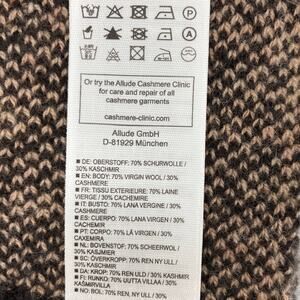 Or try the Allude Cashmere Clinic
for care and repair of all
cashmere garments
cashmere-clinic.com
Allude GmbH
D-81929 München
DE: OBERSTOFF: 70% SCHURWOLLE /
30% KASCHMIR
EN: BODY: 70% VIRGIN WOOL / 30%
CASHMERE
FR: TISSU EXTERIEURE: 70% LAINE
VIERGE / 30% CACHEMIRE
IT: BUSTO: 70% LANA VERGINE / 30%
CASHMERE
ES: CUERPO: 70% LANA VIRGEN / 30%
CACHEMIR
PT: CORPO: 70% LÃ VIRGEN / 30%
CAXEMIRA
NL: BOVENSTOF: 70% SCHEERWOL /
30% KASJMIER
SC: ÖVERKROPP: 70% REN NY ULL /
30% KASCHMIR
DA: KROP: 70% REN ULD / 30% KASHMIR
FI: RUNKO: 70% UUTTA VILLAA / 30%
KAŠMIRVILLA
NO: BOL: 70% REN, NY ULL / 30%